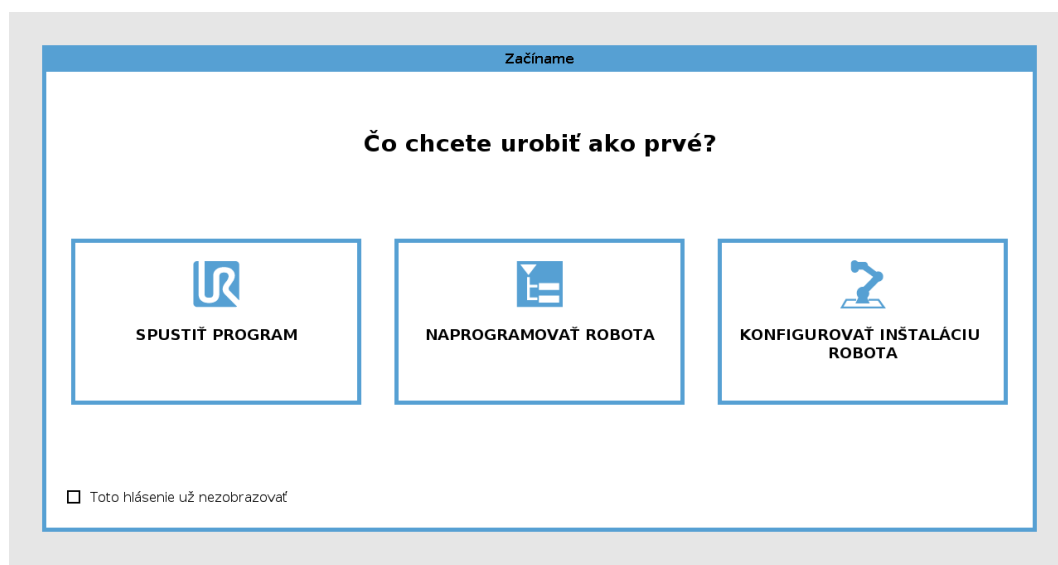 Začíname
Čo chcete urobiť ako prvé?
SPUSTIŤ PROGRAM
NAPROGRAMOVAŤ ROBOTA
KONFIGUROVAŤ INŠTALÁCIU
ROBOTA
Toto hlásenie už nezobrazovať